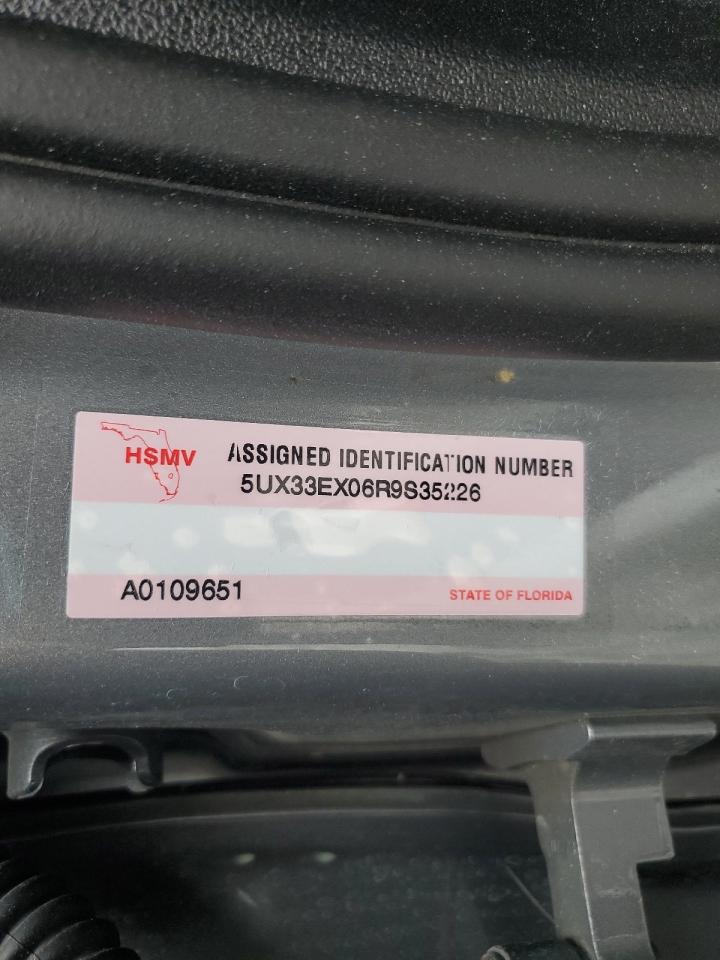 HSMV
ASSIGNED IDENTIFICATION NUMBER
5UX33EX06R9S35226
A0109651
STATE OF FLORIDA